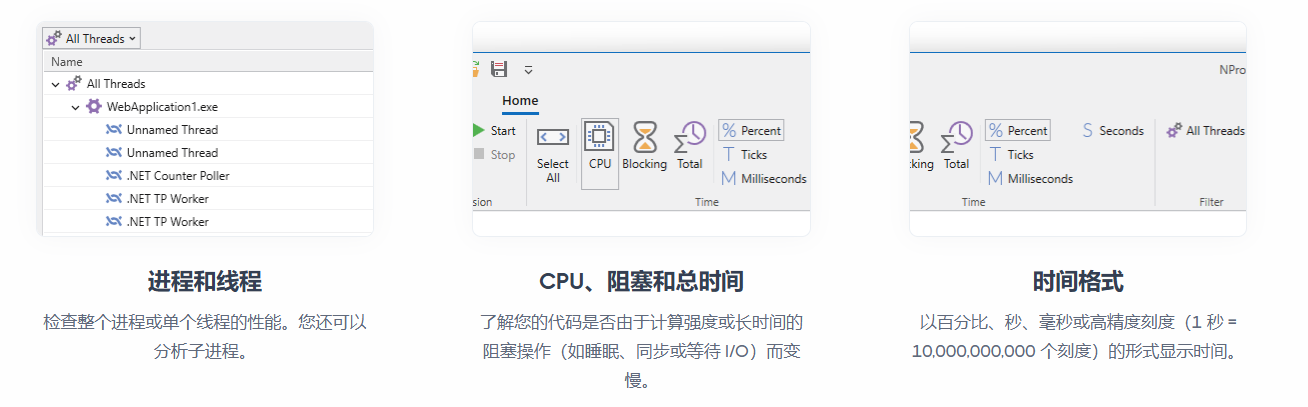 All Threads
Name
All Threads
WebApplication1.exe
Unnamed Thread
Unnamed Thread
.NET Counter Poller
.NET TP Worker
.NET TP Worker
进程和线程
检查整个进程或单个线程的性能。您还可以
分析子进程。
Home
Start
Stop
Select
All
CPU
Blocking
Total
% Percent
Ticks
Milliseconds
sion
Time
CPU、阻塞和总时间
了解您的代码是否由于计算强度或长时间的
阻塞操作（如睡眠、同步或等待 I/O）而变
慢。
NPro
king
Total
% Percent
Ticks
Milliseconds
S Seconds
All Threads
Time
Filter
时间格式
以百分比、秒、毫秒或高精度刻度（1 秒 =
10,000,000,000 个刻度）的形式显示时间。